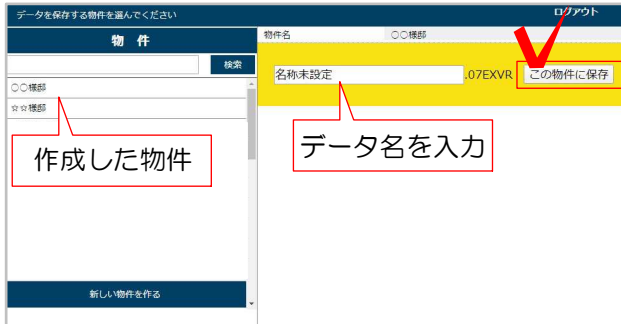 データを保存する物件を選んでください
ログアウト
物 件
検索
○○様邸
☆☆様邸
作成した物件
新しい物件を作る
物件名 ○○様邸
名称未設定 .07EXVR この物件に保存
データ名を入力